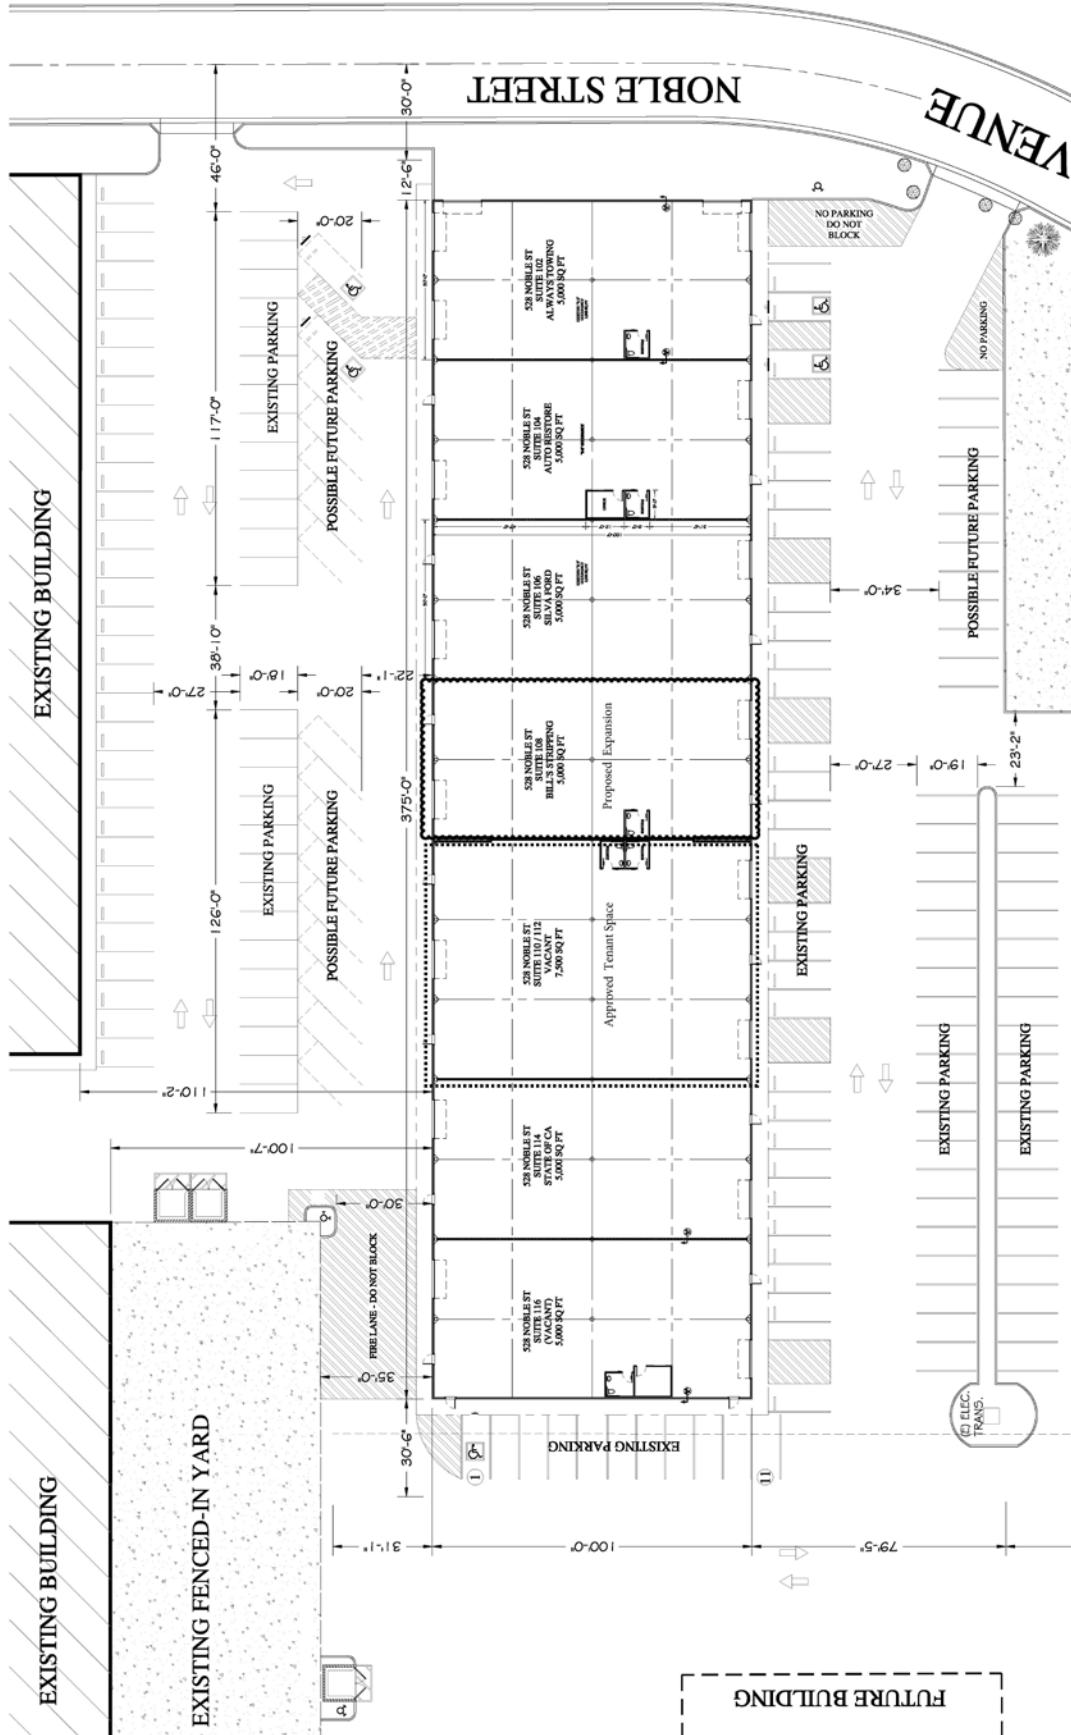 NOBLE STREET
VENUE
30'-0"
46'-0"
12'-6"
20'-0"
NO PARKING
DO NOT
BLOCK
NO PARKING
528 NOBLE ST
SUITE 102
ALWAYS TOWING
5,000 SQ FT
EXISTING PARKING
POSSIBLE FUTURE PARKING
117'-0"
528 NOBLE ST
SUITE 104
AUTO RESTORE
5,000 SQ FT
EXISTING BUILDING
POSSIBLE FUTURE PARKING
34'-0"
38'-10"
528 NOBLE ST
SUITE 106
SILVA FORD
5,000 SQ FT
27'-0"
18'-0"
20'-0"
22'-1"
528 NOBLE ST
SUITE 108
BILL'S STRIPPING
5,000 SQ FT
Proposed Expansion
23'-2"
27'-0"
19'-0"
375'-0"
EXISTING PARKING
POSSIBLE FUTURE PARKING
126'-0"
EXISTING PARKING
528 NOBLE ST
SUITE 110 / 112
VACANT
7,500 SQ FT
Approved Tenant Space
EXISTING PARKING
EXISTING PARKING
110'-2"
100'-7"
528 NOBLE ST
SUITE 114
STATE OF CA
5,000 SQ FT
30'-0"
FIRE LANE - DO NOT BLOCK
528 NOBLE ST
SUITE 116
(VACANT)
5,000 SQ FT
35'-0"
(E) ELEC.
TRANS.
30'-6"
EXISTING PARKING
1
11
EXISTING BUILDING
EXISTING FENCED-IN YARD
31'-1"
100'-0"
79'-5"
FUTURE BUILDING